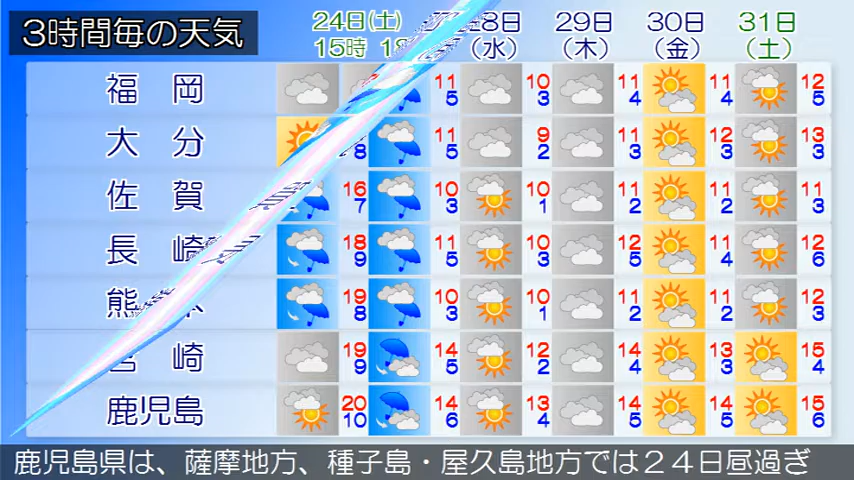 3時間毎の天気
24日(土) 8日 29日 30日 31日
15時 1 (水) (木) (金) (土)
福岡 11 5 10 3 11 4 11 4 12 5
大分 8 11 5 9 2 11 3 12 3 13 3
佐賀 16 7 10 3 10 1 11 2 11 2 11 3
長崎 18 9 11 5 10 3 12 5 11 4 12 6
熊 19 8 10 3 10 1 11 2 11 2 12 3
宮崎 19 9 14 5 12 2 14 4 13 3 15 4
鹿児島 20 10 14 6 13 4 14 5 14 5 15 6
鹿児島県は、薩摩地方、種子島・屋久島地方では24日昼過ぎ